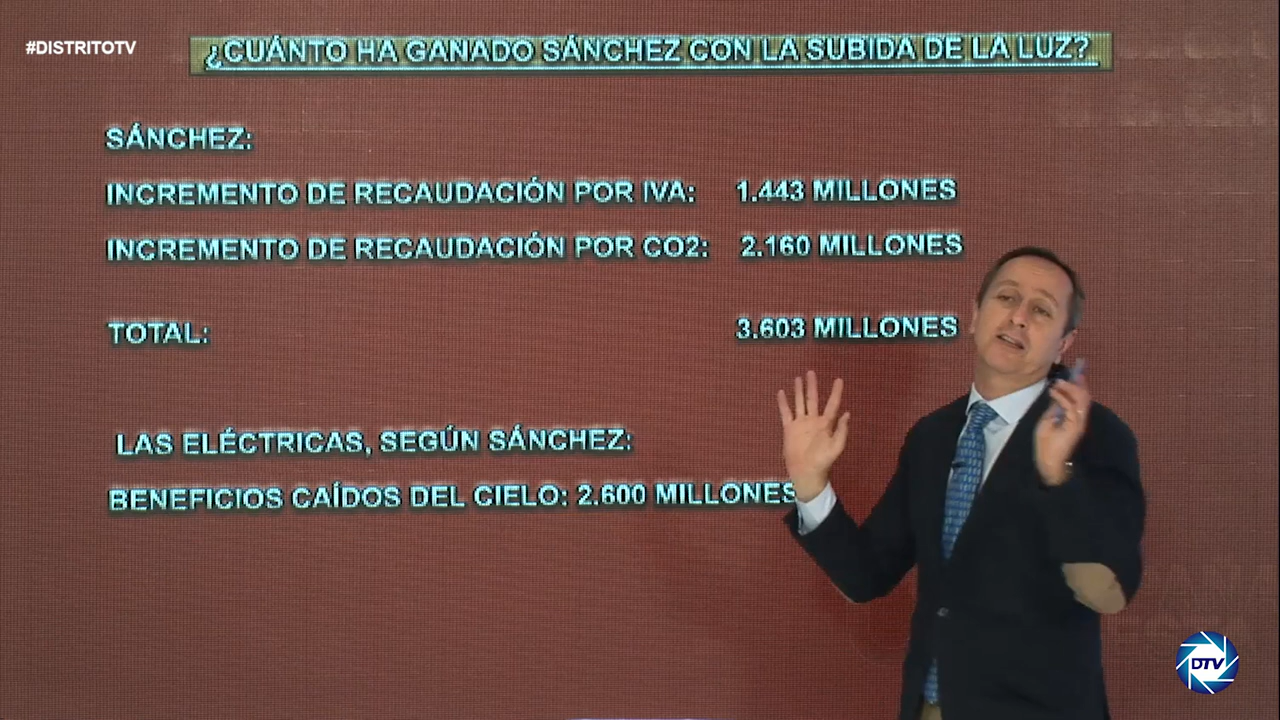 #DISTRITOTV
¿CUÁNTO HA GANADO SÁNCHEZ CON LA SUBIDA DE LA LUZ?
SÁNCHEZ:
INCREMENTO DE RECAUDACIÓN POR IVA: 1.443 MILLONES
INCREMENTO DE RECAUDACIÓN POR CO2: 2.160 MILLONES
TOTAL: 3.603 MILLONES
LAS ELÉCTRICAS, SEGÚN SÁNCHEZ:
BENEFICIOS CAÍDOS DEL CIELO: 2.600 MILLONES
DTV